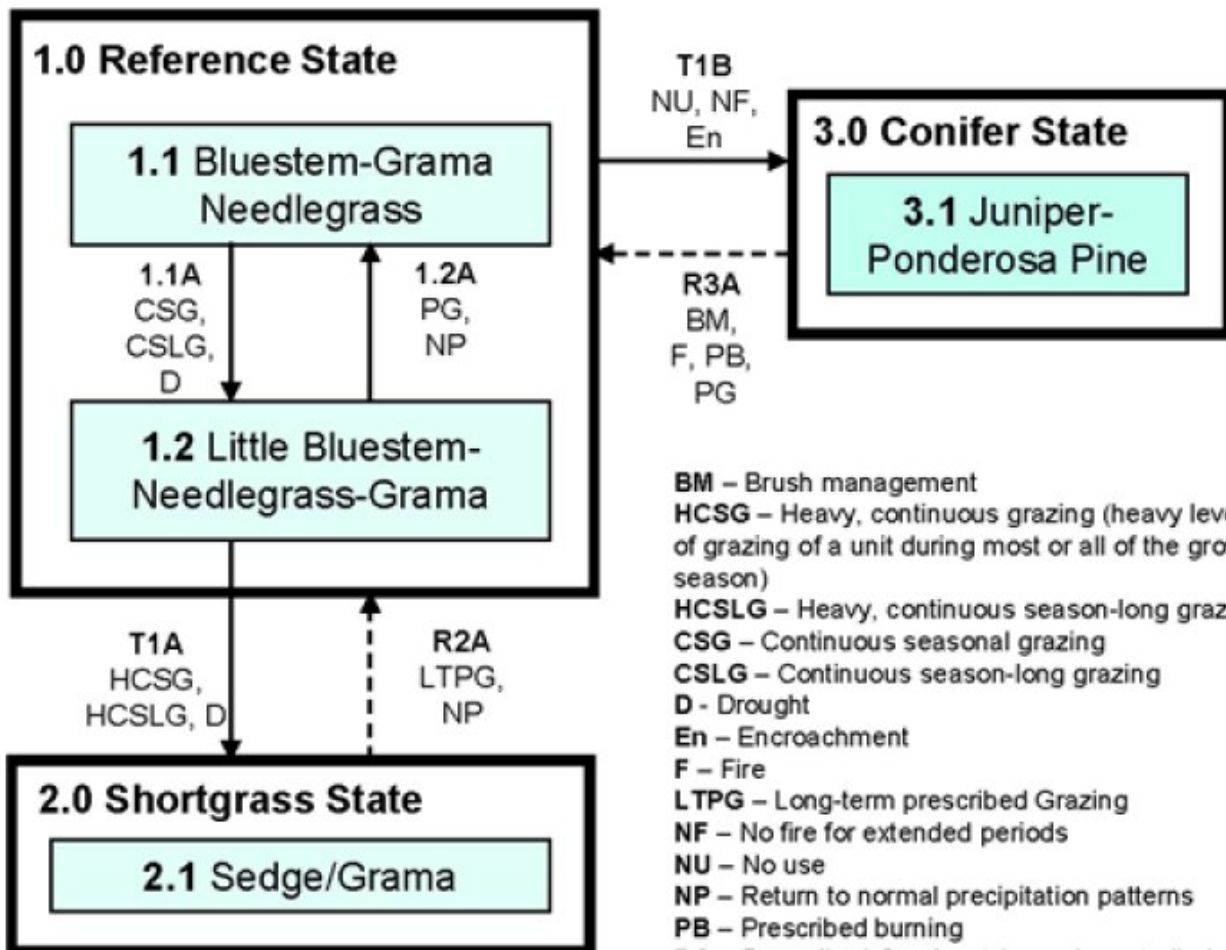 1.0 Reference State
1.1 Bluestem-Grama
Needlegrass
1.1A
CSG,
CSLG,
D
1.2A
PG,
NP
1.2 Little Bluestem-
Needlegrass-Grama
T1B
NU, NF,
En
3.0 Conifer State
3.1 Juniper-
Ponderosa Pine
R3A
BM,
F, PB,
PG
T1A
HCSG,
HCSLG, D
R2A
LTPG,
NP
2.0 Shortgrass State
2.1 Sedge/Grama
BM – Brush management
HCSG – Heavy, continuous grazing (heavy leve
of grazing of a unit during most or all of the gro
season)
HCSLG – Heavy, continuous season-long graz
CSG – Continuous seasonal grazing
CSLG – Continuous season-long grazing
D - Drought
En – Encroachment
F – Fire
LTPG – Long-term prescribed Grazing
NF – No fire for extended periods
NU – No use
NP – Return to normal precipitation patterns
PB – Prescribed burning